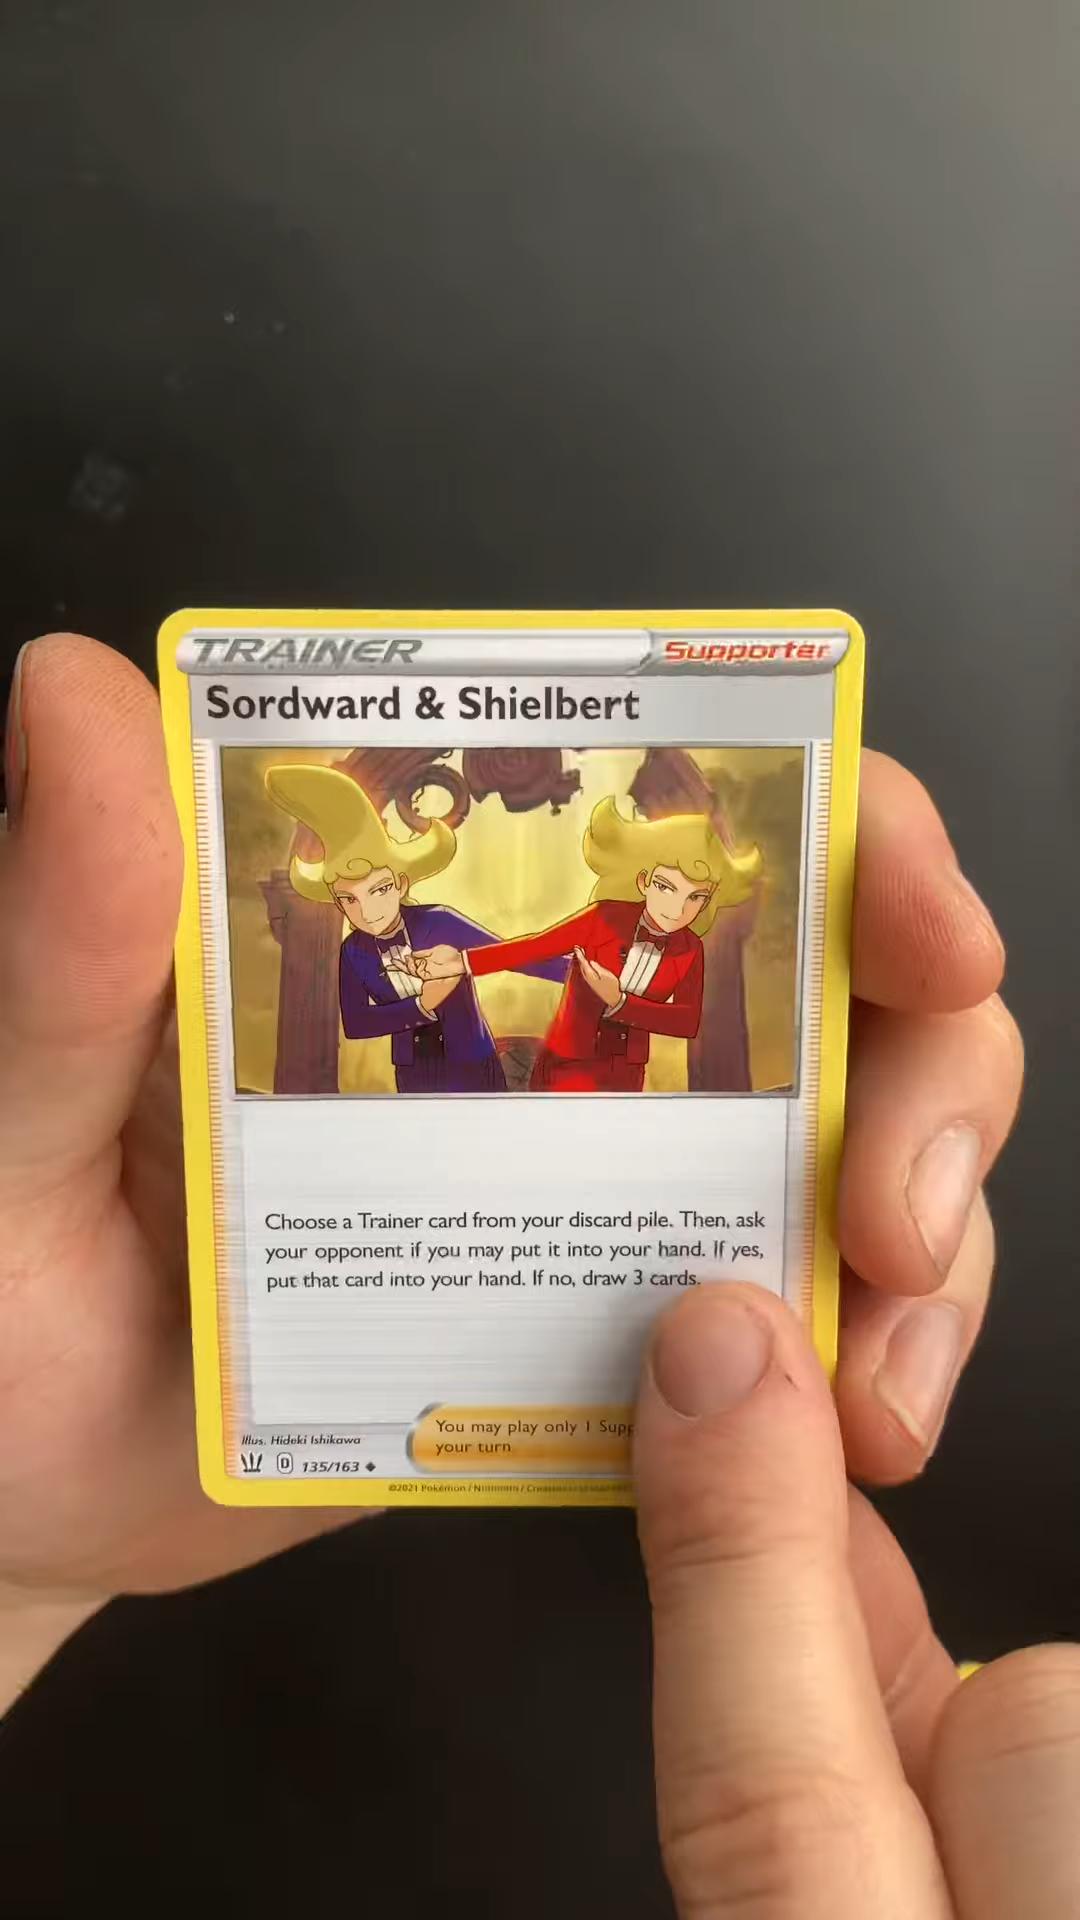 TRAINER
Supporter
Sordward & Shielbert
Choose a Trainer card from your discard pile. Then, ask
your opponent if you may put it into your hand. If yes,
put that card into your hand. If no, draw 3 cards.
You may play only 1 Supp
your turn.
Illus. Hideki Ishikawa
D 135/163
©2021 Pokémon / Nintendo /